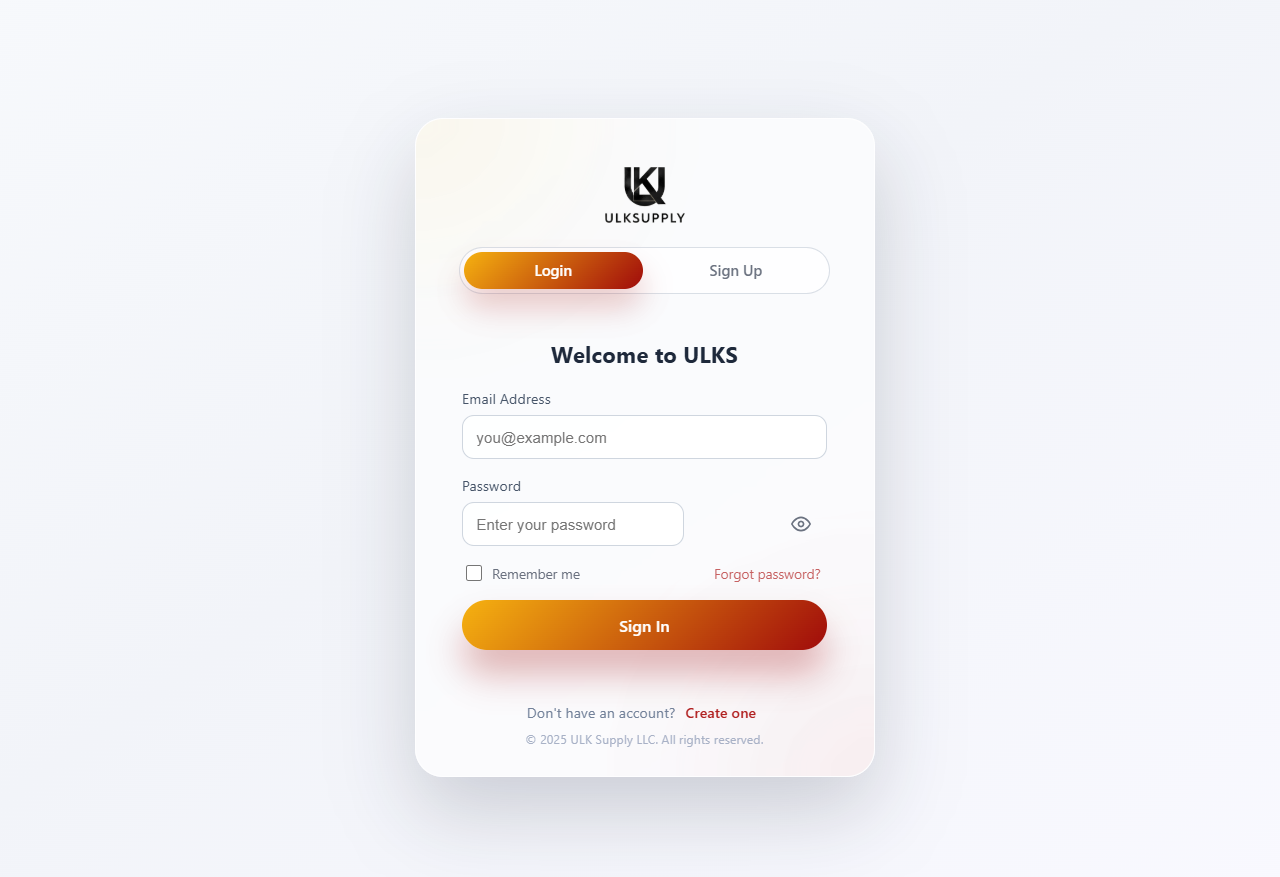 ULKSUPPLY
Login Sign Up
Welcome to ULKS
Email Address
you@example.com
Password
Enter your password
Remember me Forgot password?
Sign In
Don't have an account? Create one
© 2025 ULK Supply LLC. All rights reserved.